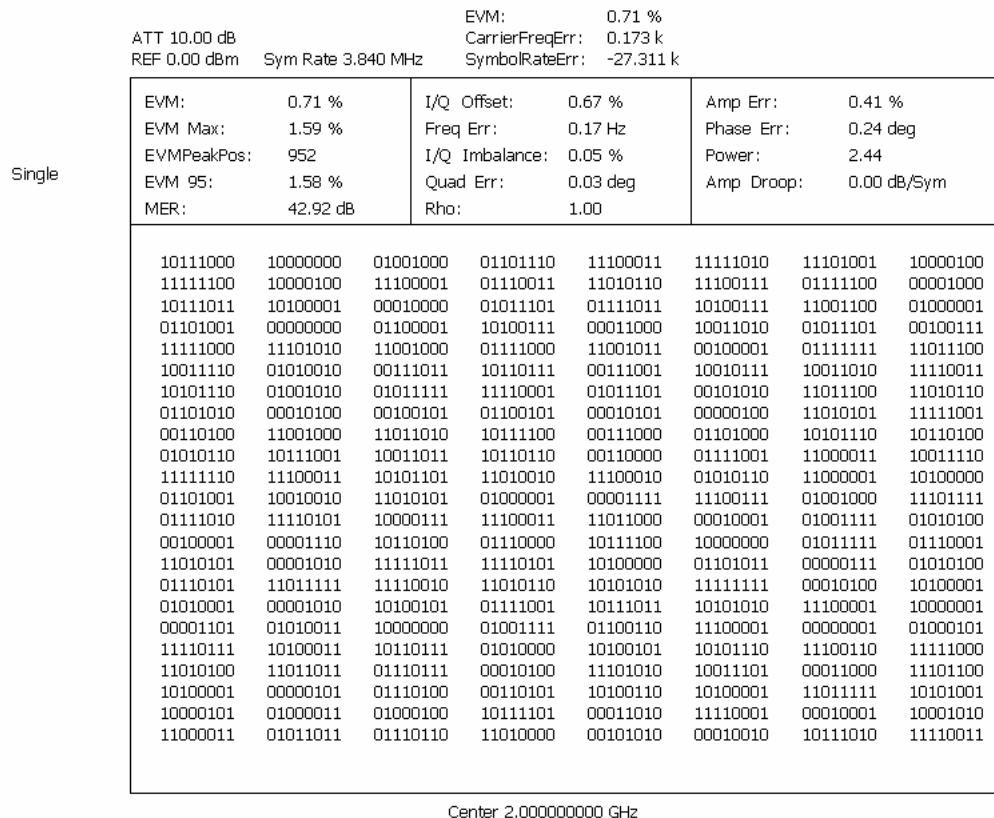 EVM: 0.71 %
ATT 10.00 dB CarrierFreqErr: 0.173 k
REF 0.00 dBm Sym Rate 3.840 MHz SymbolRateErr: -27.311 k
EVM: 0.71 % I/Q Offset: 0.67 % Amp Err: 0.41 %
EVM Max: 1.59 % Freq Err: 0.17 Hz Phase Err: 0.24 deg
EVMPeakPos: 952 I/Q Imbalance: 0.05 % Power: 2.44
Single
EVM 95: 1.58 % Quad Err: 0.03 deg Amp Droop: 0.00 dB/Sym
MER: 42.92 dB Rho: 1.00
10111000 10000000 01001000 01101110 11100011 11111010 11101001 10000100
11111100 10000100 11100001 01110011 11010110 11100111 01111100 00001000
10111011 10100001 00010000 01011101 01111011 10100111 11001100 01000001
01101001 00000000 01100001 10100111 00011000 10011010 01011101 00100111
11111000 11101010 11001000 01111000 11001011 00100001 01111111 11011100
10011110 01010010 00111011 10110111 00111001 10010111 10011010 11110011
10101110 01001010 01011111 11110001 01011101 00101010 11011100 11010110
01101010 00010100 00100101 01100101 00010101 00000100 11010101 11111001
00110100 11001000 11011010 10111100 00111000 01101000 10101110 10110100
01010110 10111001 10011011 10110110 00110000 01111001 11000011 10011110
11111110 11100011 10101101 11010010 11100010 01010110 11000001 10100000
01101001 10010010 11010101 01000001 00001111 11100111 01001000 11101111
01111010 11110101 10000111 11100011 11011000 00010001 01001111 01010100
00100001 00001110 10110100 01110000 10111100 10000000 01011111 01110001
11010101 00001010 11111011 11110101 10100000 01101011 00000111 01010100
01110101 11011111 11110010 11010110 10101010 11111111 00010100 10100001
01010001 00001010 10100101 01111001 10111011 10101010 11100001 10000001
00001101 01010011 10000000 01001111 01100110 11100001 00000001 01000101
11110111 10100011 10110111 01010000 10100101 10101110 11100110 11111000
11010100 11011011 01110111 00010100 11101010 10011101 00011000 11101100
10100001 00000101 01110100 00110101 10100110 10100001 11011111 10101001
10000101 01000011 01000100 10111101 00011010 11110001 00010001 10001010
11000011 01011011 01110110 11010000 00101010 00010010 10111010 11110011
Center 2.000000000 GHz